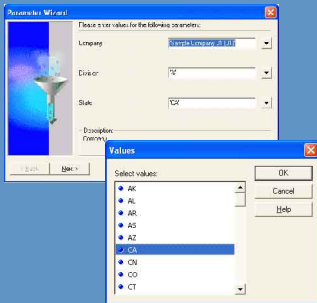 Parameter Wizard
Please enter values for the following parameters:
Company
Division
'%'
State
'CA'
Description:
Company
< Back
Next >
Values
Select values:
OK
Cancel
Help
AK
AL
AR
AS
AZ
CA
CN
CO
CT